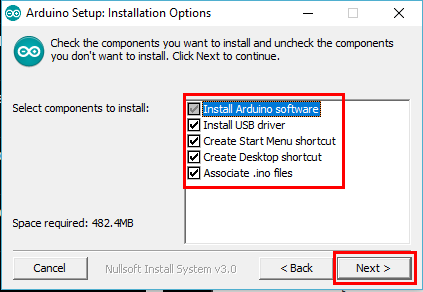 Arduino Setup: Installation Options
Check the components you want to install and uncheck the components
you don't want to install. Click Next to continue.
Select components to install:
Install Arduino software
Install USB driver
Create Start Menu shortcut
Create Desktop shortcut
Associate .ino files
Space required: 482.4MB
Cancel
Nullsoft Install System v3.0
< Back
Next >